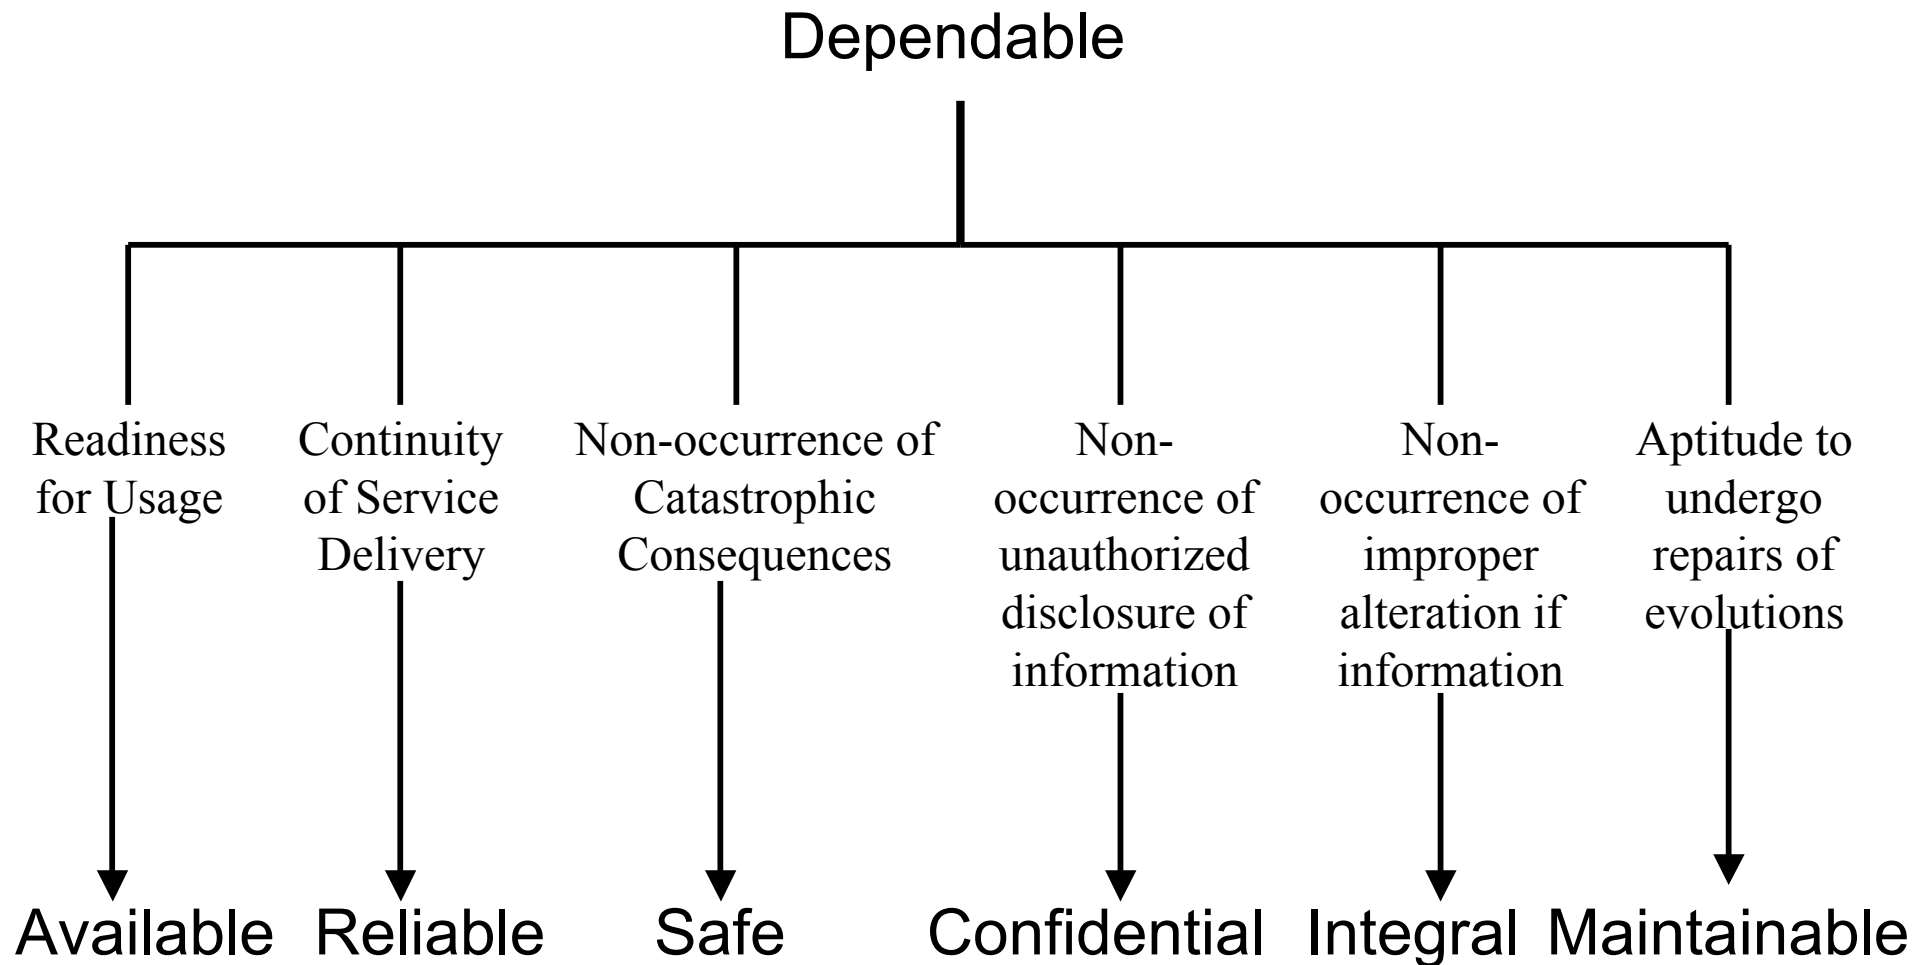 Dependable
Readiness
for Usage
Continuity
of Service
Delivery
Non-occurrence of
Catastrophic
Consequences
Non-
occurrence of
unauthorized
disclosure of
information
Non-
occurrence of
improper
alteration if
information
Aptitude to
undergo
repairs of
evolutions
Available
Reliable
Safe
Confidential
Integral
Maintainable